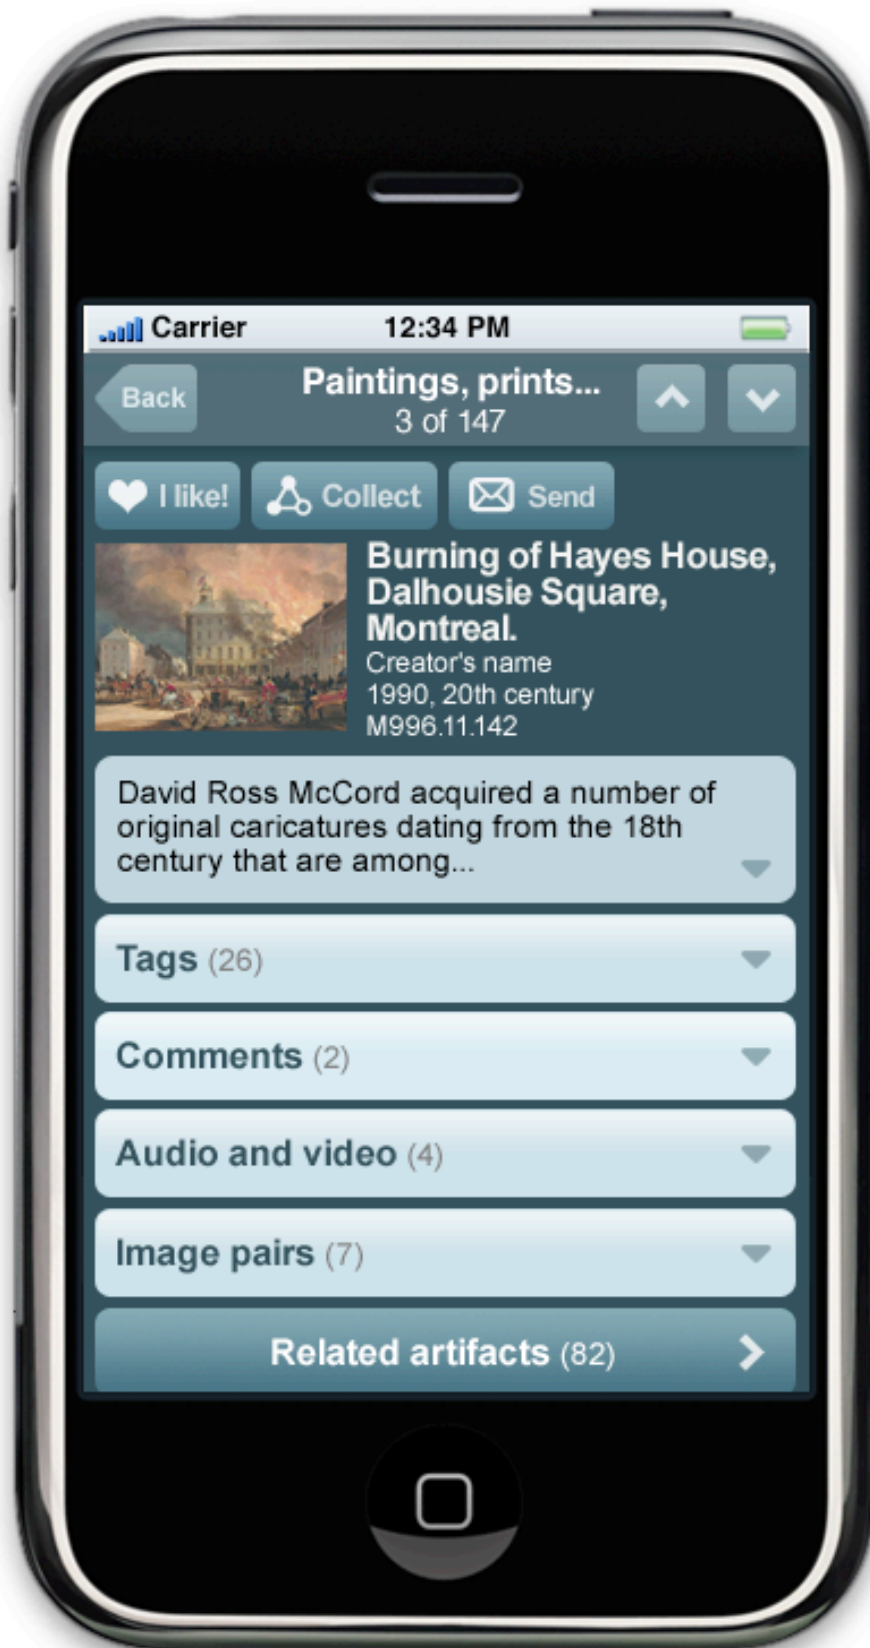 Carrier 12:34 PM
Back
Paintings, prints...
3 of 147
I like! Collect Send
Burning of Hayes House,
Dalhousie Square,
Montreal.
Creator's name
1990, 20th century
M996.11.142
David Ross McCord acquired a number of
original caricatures dating from the 18th
century that are among...
Tags (26)
Comments (2)
Audio and video (4)
Image pairs (7)
Related artifacts (82)